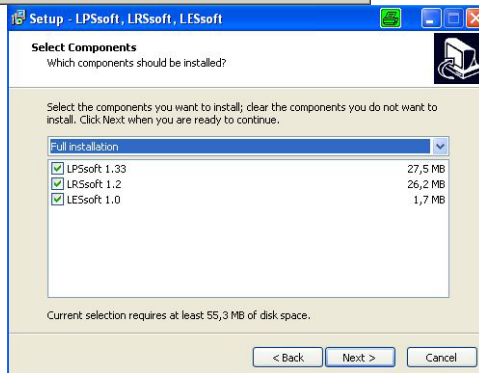 Setup - LPSsoft, LRSsoft, LESsoft
Select Components
Which components should be installed?
Select the components you want to install; clear the components you do not want to
install. Click Next when you are ready to continue.
Full installation
LPSsoft 1.33 27,5 MB
LRSsoft 1.2 26,2 MB
LESsoft 1.0 1,7 MB
Current selection requires at least 55,3 MB of disk space.
< Back Next > Cancel